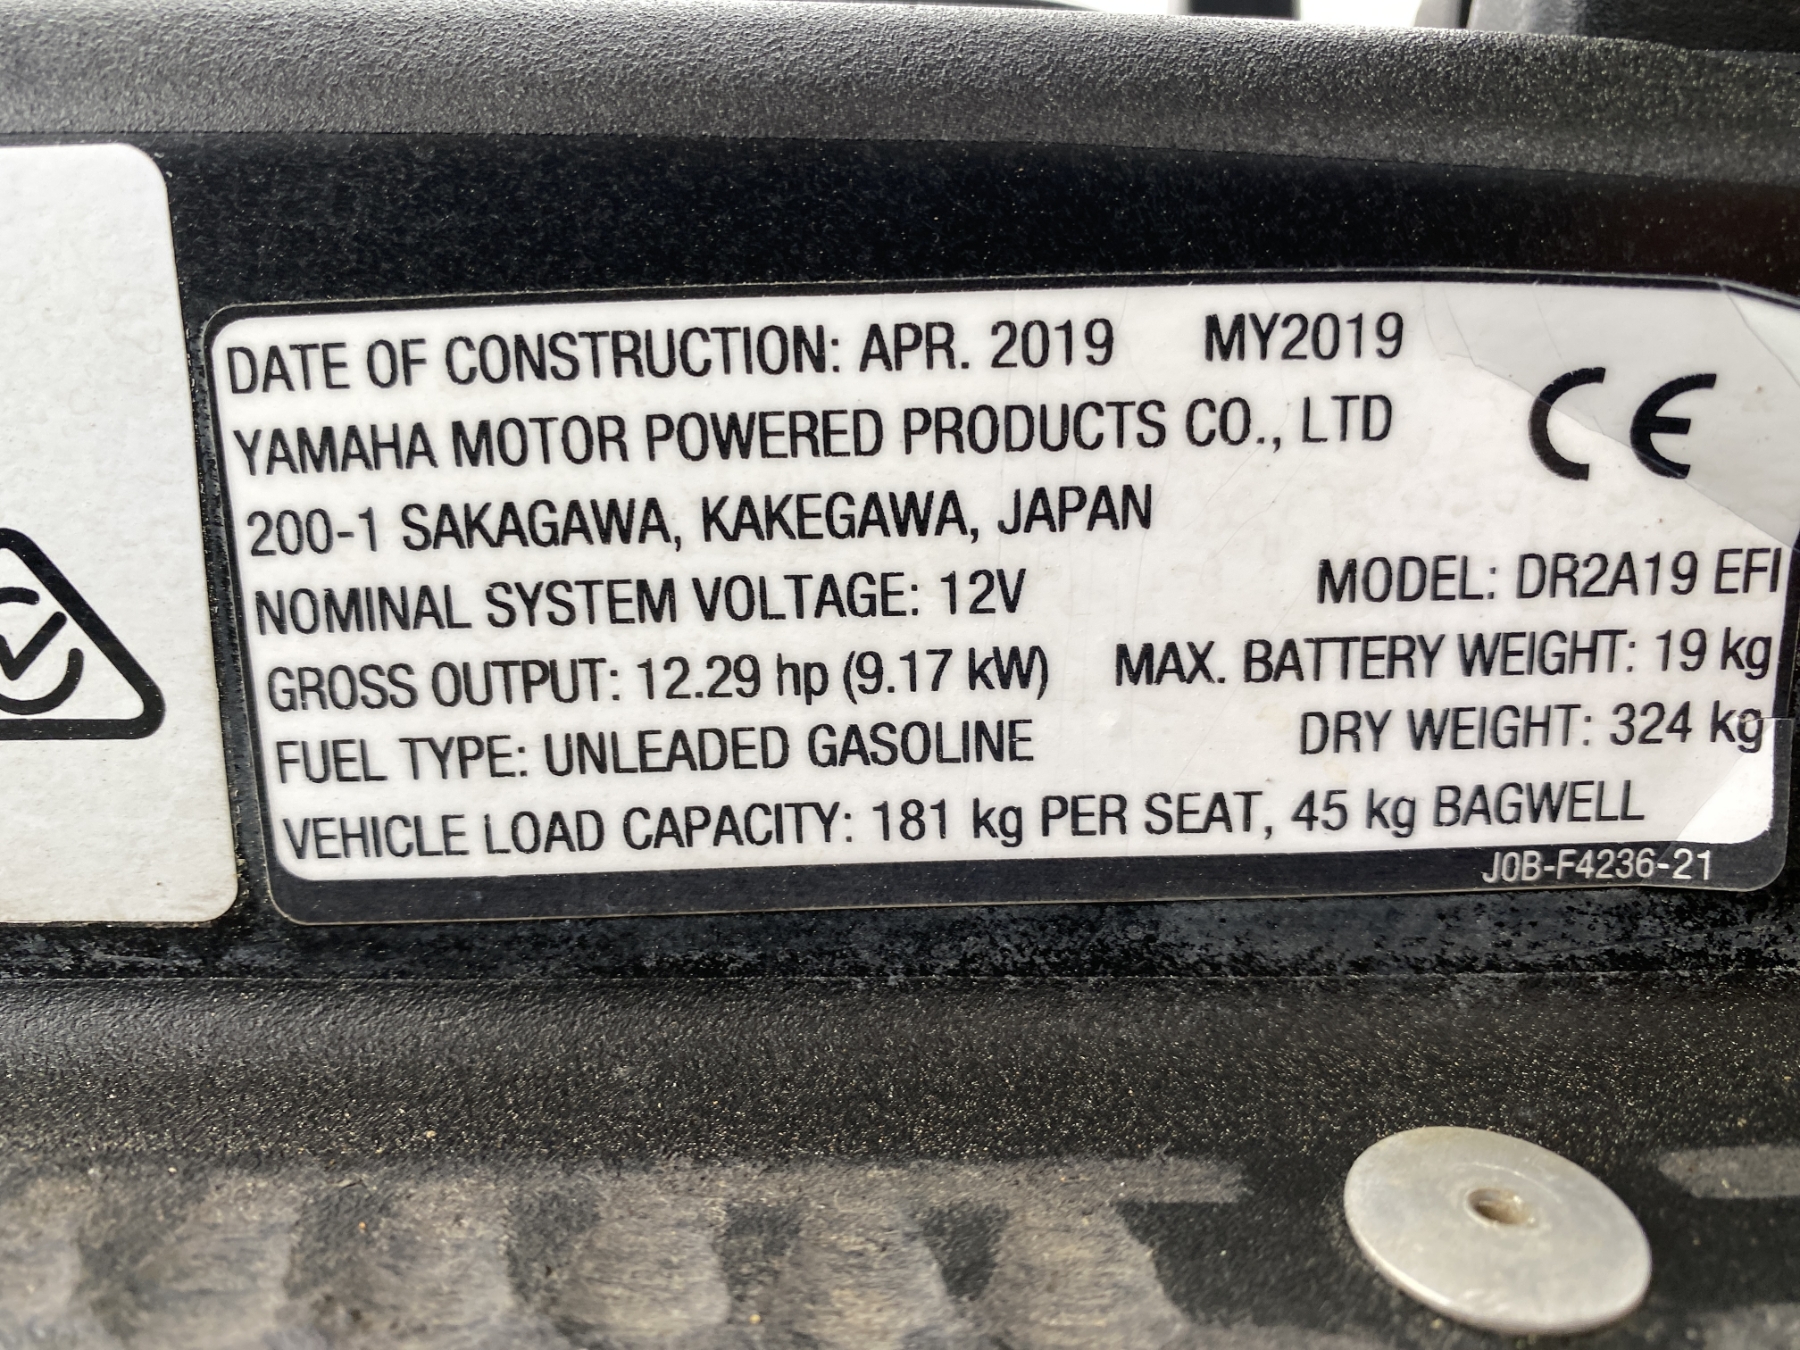 DATE OF CONSTRUCTION: APR. 2019 MY2019
YAMAHA MOTOR POWERED PRODUCTS CO., LTD
CE
200-1 SAKAGAWA, KAKEGAWA, JAPAN
NOMINAL SYSTEM VOLTAGE: 12V MODEL: DR2A19 EFI
GROSS OUTPUT: 12.29 hp (9.17 kW) MAX. BATTERY WEIGHT: 19 kg
FUEL TYPE: UNLEADED GASOLINE DRY WEIGHT: 324 kg
VEHICLE LOAD CAPACITY: 181 kg PER SEAT, 45 kg BAGWELL
J0B-F4236-21